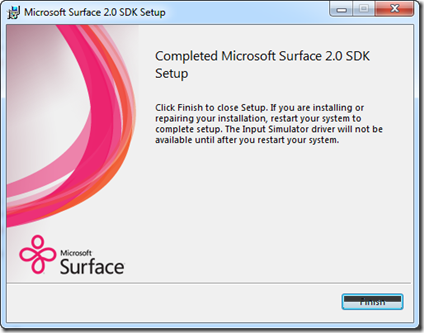 Microsoft Surface 2.0 SDK Setup
Completed Microsoft Surface 2.0 SDK
Setup
Click Finish to close Setup. If you are installing or
repairing your installation, restart your system to
complete setup. The Input Simulator driver will not be
available until after you restart your system.
Microsoft
Surface